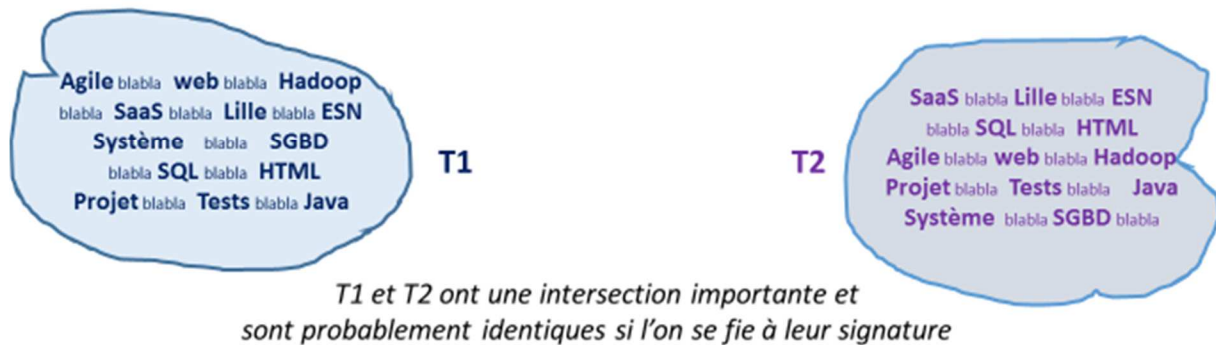 Agile blabla web blabla Hadoop
blabla SaaS blabla Lille blabla ESN
Système blabla SGBD
blabla SQL blabla HTML
Projet blabla Tests blabla Java
T1
T2
SaaS blabla Lille blabla ESN
blabla SQL blabla HTML
Agile blabla web blabla Hadoop
Projet blabla Tests blabla Java
Système blabla SGBD blabla
T1 et T2 ont une intersection importante et
sont probablement identiques si l’on se fie à leur signature